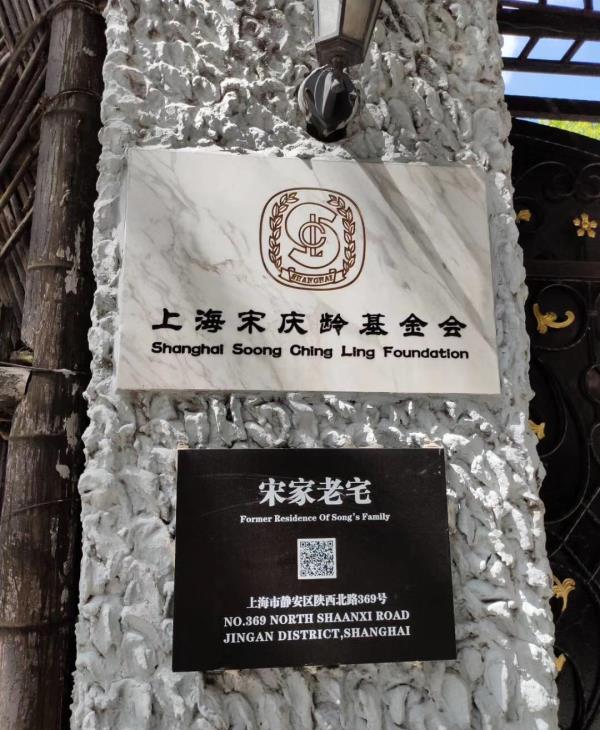 SCL
SHANGHAI
上海宋庆龄基金会
Shanghai Soong Ching Ling Foundation
宋家老宅
Former Residence Of Song's Family
上海市静安区陕西北路369号
NO.369 NORTH SHAANXI ROAD
JINGAN DISTRICT,SHANGHAI